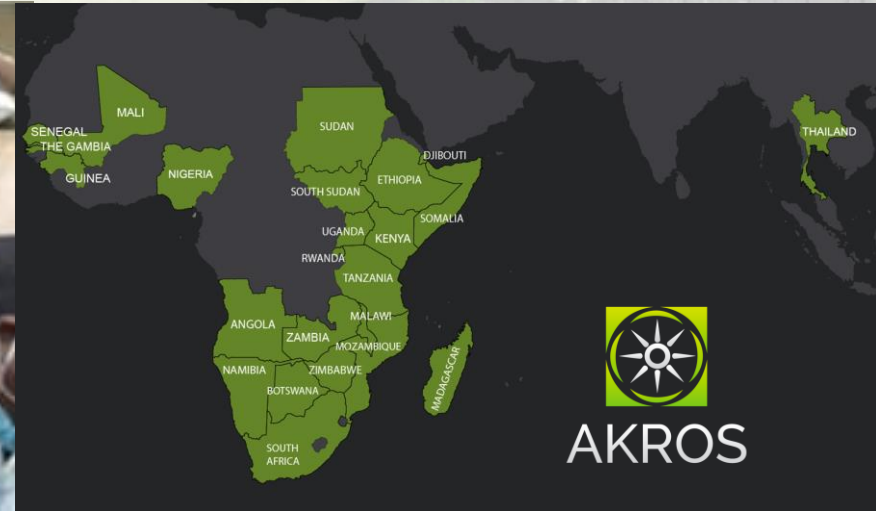 MALI
SENEGAL
THE GAMBIA
GUINEA
NIGERIA
SUDAN
DJIBOUTI
ETHIOPIA
SOUTH SUDAN
SOMALIA
UGANDA
KENYA
RWANDA
TANZANIA
THAILAND
ANGOLA
MALAWI
ZAMBIA
MOZAMBIQUE
NAMIBIA
ZIMBABWE
BOTSWANA
MADAGASCAR
SOUTH
AFRICA
AKROS